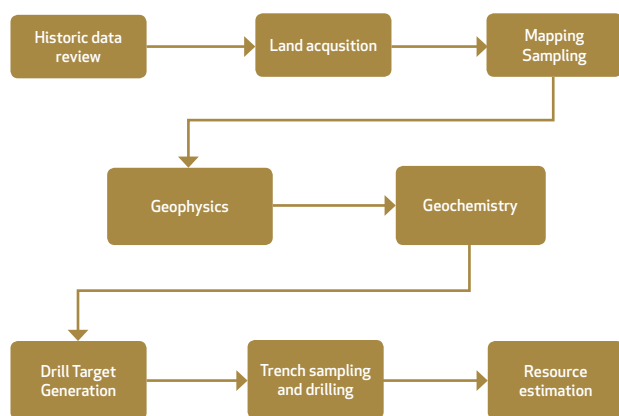 Historic data
review
Land acqusition
Mapping
Sampling
Geophysics
Geochemistry
Drill Target
Generation
Trench sampling
and drilling
Resource
estimation